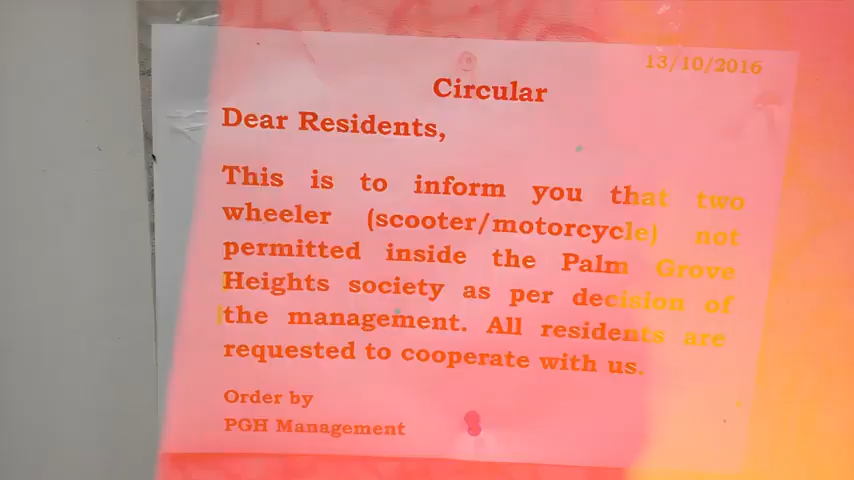 13/10/2016
Circular
Dear Residents,
This is to inform you that two
wheeler (scooter/motorcycle) not
permitted inside the Palm Grove
Heights society as per decision of
the management. All residents are
requested to cooperate with us.
Order by
PGH Management